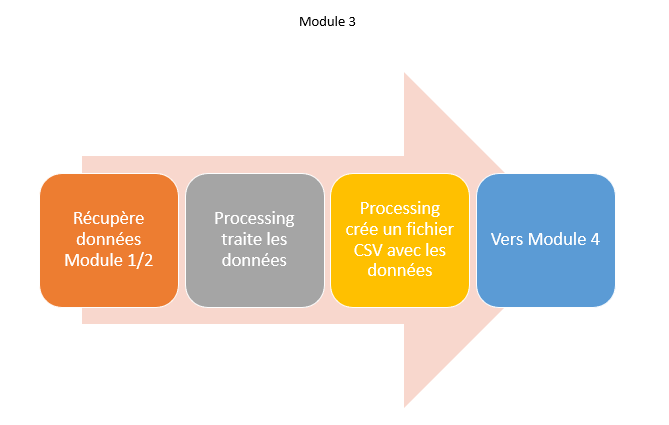 Module 3
Récupère
données
Module 1/2
Processing
traite les
données
Processing
crée un fichier
CSV avec les
données
Vers Module 4